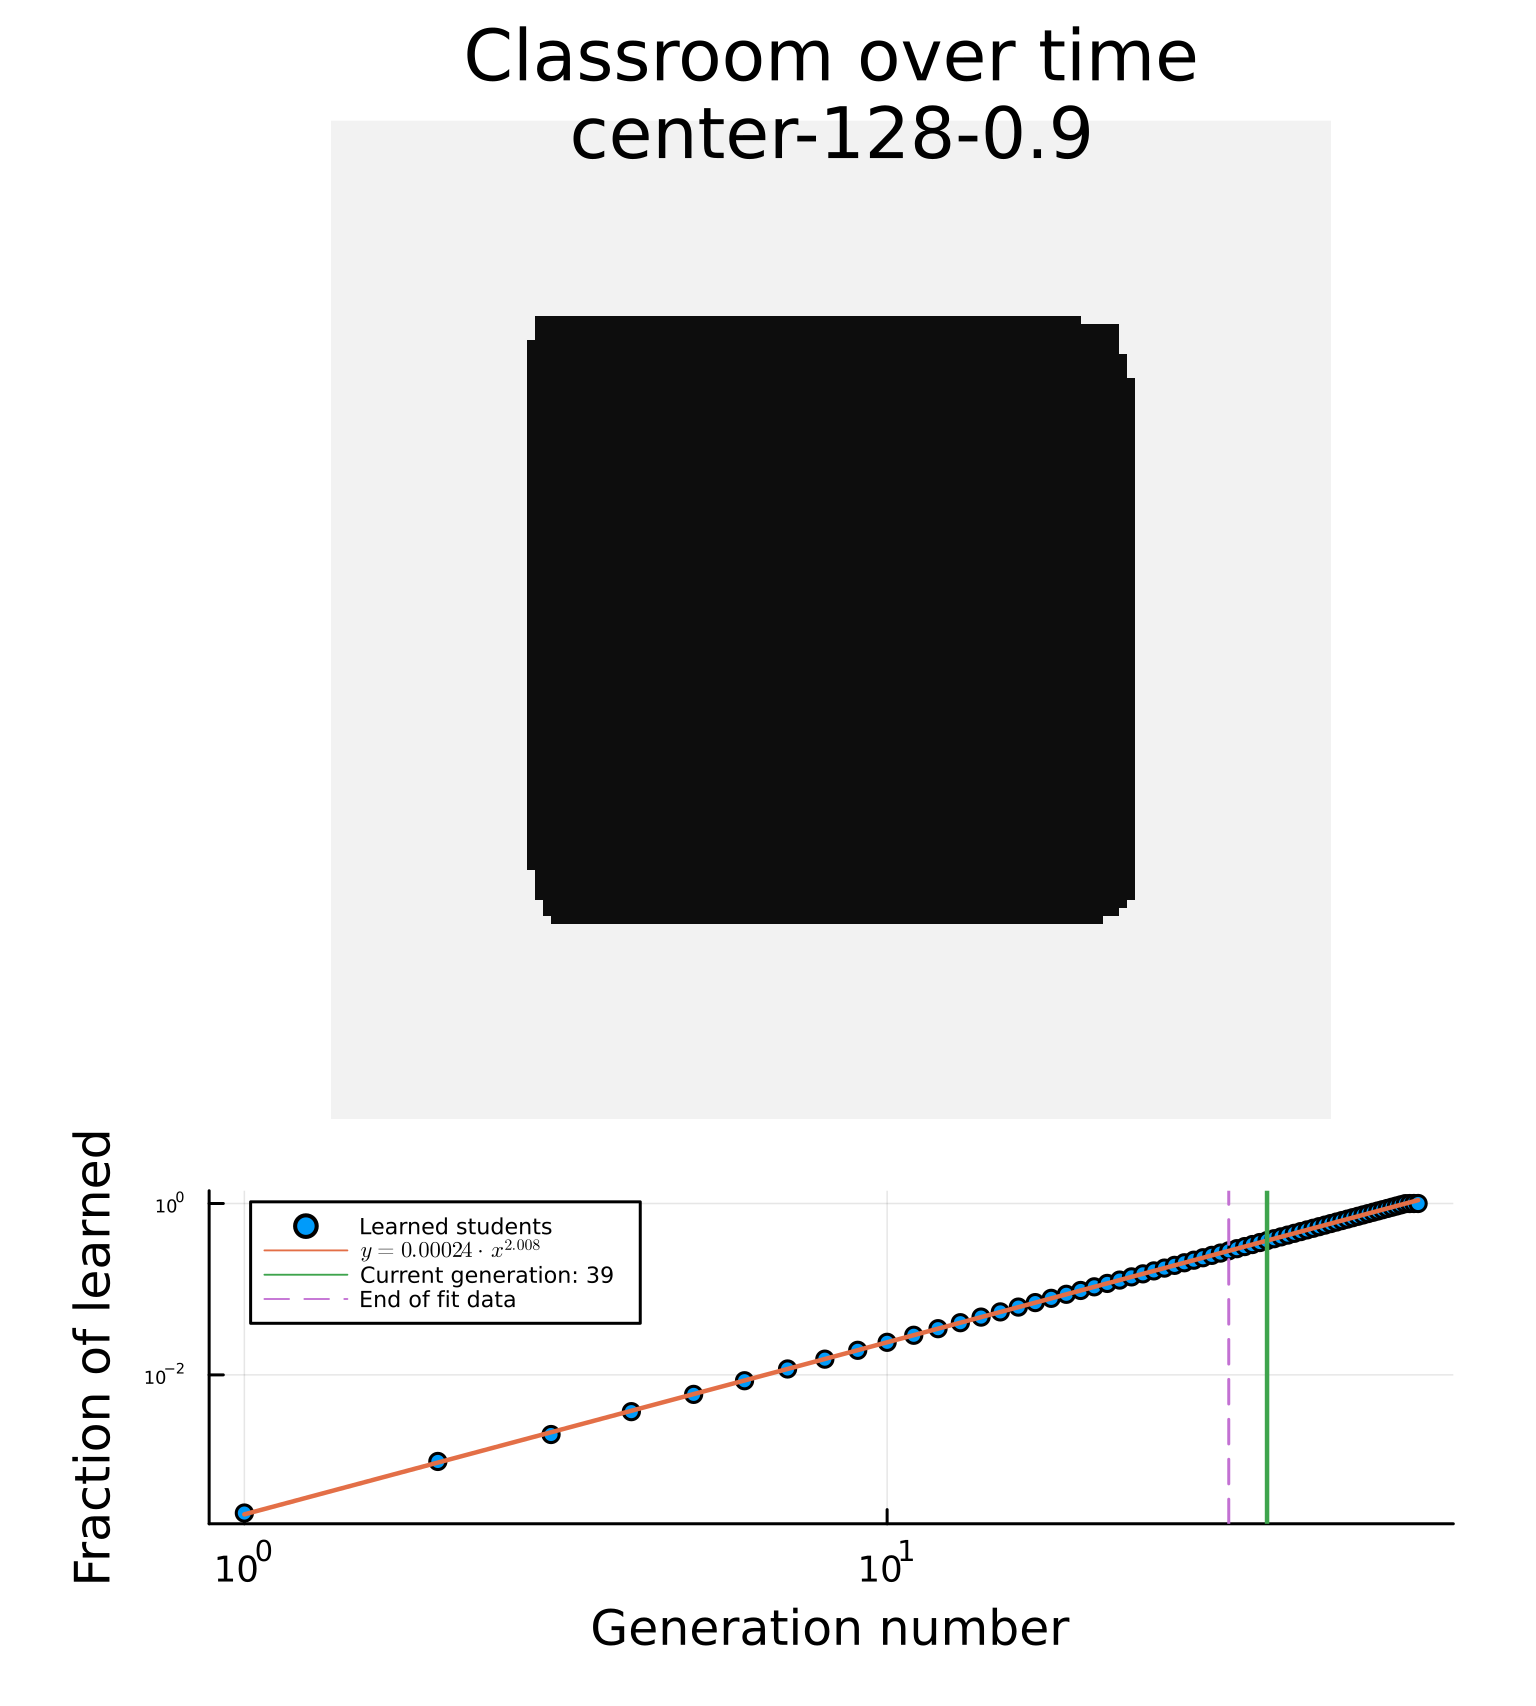 Classroom over time
center-128-0.9
Fraction of learned
10⁰
10⁻²
Learned students
y = 0.00024 · x^2.008
Current generation: 39
End of fit data
10⁰
10¹
Generation number